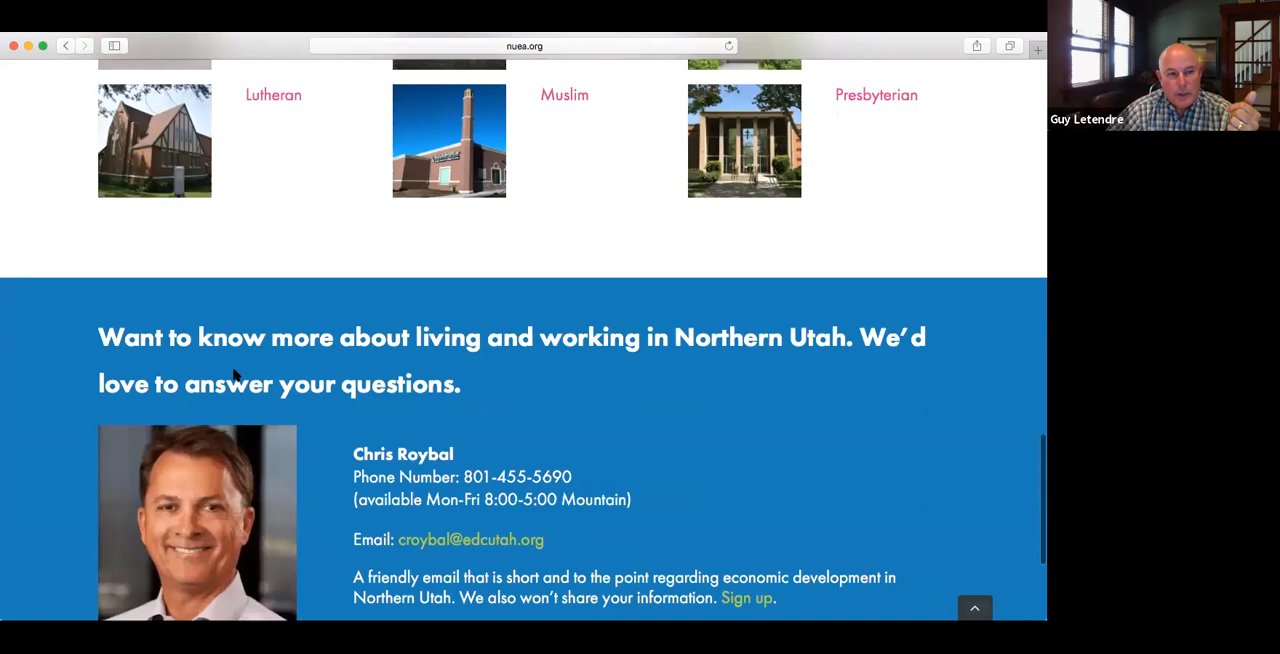 nuea.org
Guy Letendre
Lutheran
Muslim
Presbyterian
Want to know more about living and working in Northern Utah. We'd
love to answer your questions.
Chris Roybal
Phone Number: 801-455-5690
(available Mon-Fri 8:00-5:00 Mountain)
Email: croybal@edcutah.org
A friendly email that is short and to the point regarding economic development in
Northern Utah. We also won't share your information. Sign up.